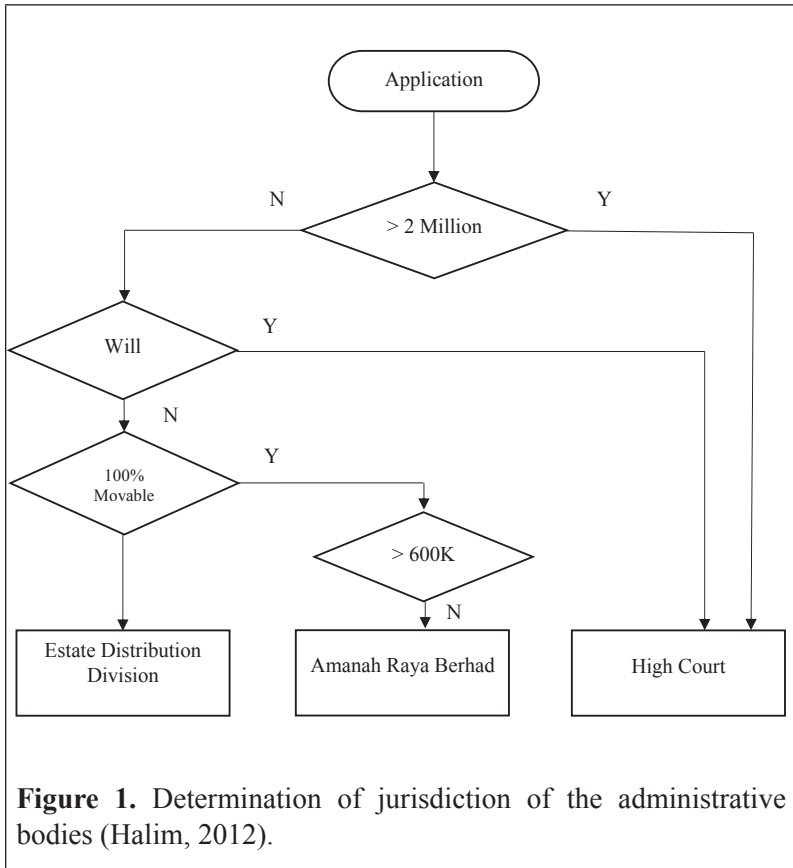 Application
N
Y
> 2 Million
Y
Will
N
Y
100%
Movable
> 600K
N
Estate Distribution
Division
Amanah Raya Berhad
High Court
Figure 1. Determination of jurisdiction of the administrative
bodies (Halim, 2012).